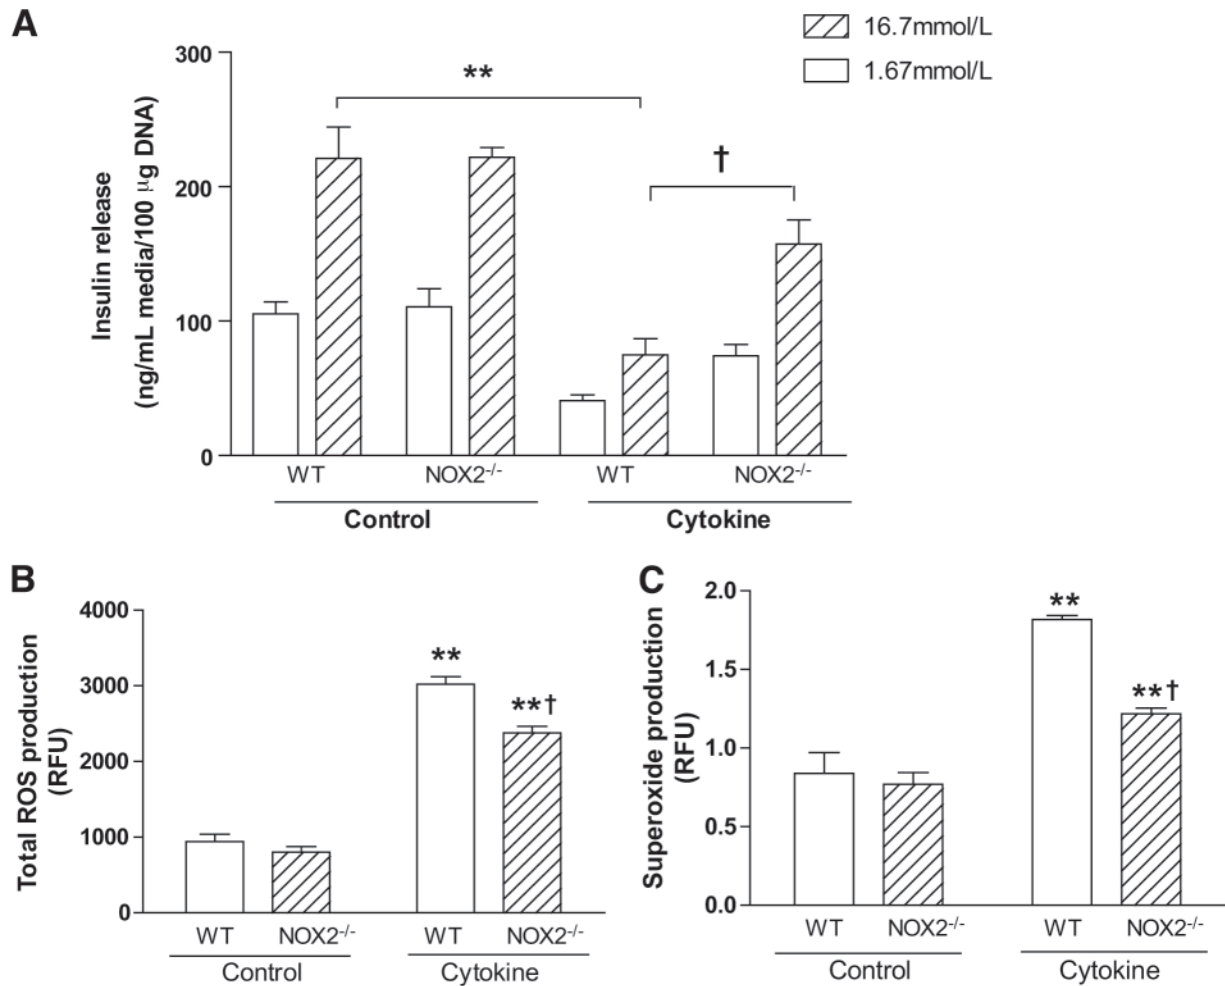 A
16.7mmol/L
1.67mmol/L
Insulin release
(ng/mL media/100 μg DNA)
300
200
100
0
**
†
WT
NOX2-/-
WT
NOX2-/-
Control
Cytokine
B
Total ROS production
(RFU)
4000
3000
2000
1000
0
**
**†
WT
NOX2-/-
WT
NOX2-/-
Control
Cytokine
C
Superoxide production
(RFU)
2.0
1.5
1.0
0.5
0.0
**
**†
WT
NOX2-/-
WT
NOX2-/-
Control
Cytokine